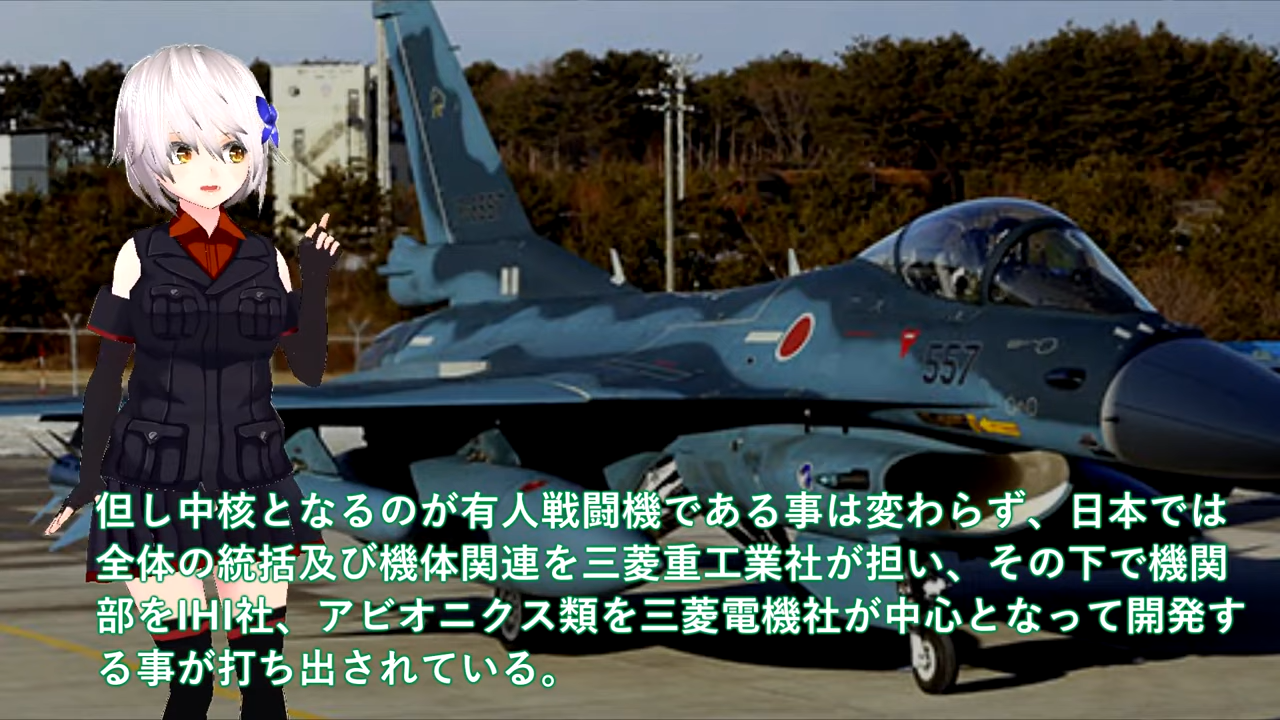 557
但し中核となるのが有人戦闘機である事は変わらず、日本では
全体の統括及び機体関連を三菱重工業社が担い、その下で機関
部をIHI社、アビオニクス類を三菱電機社が中心となって開発す
る事が打ち出されている。